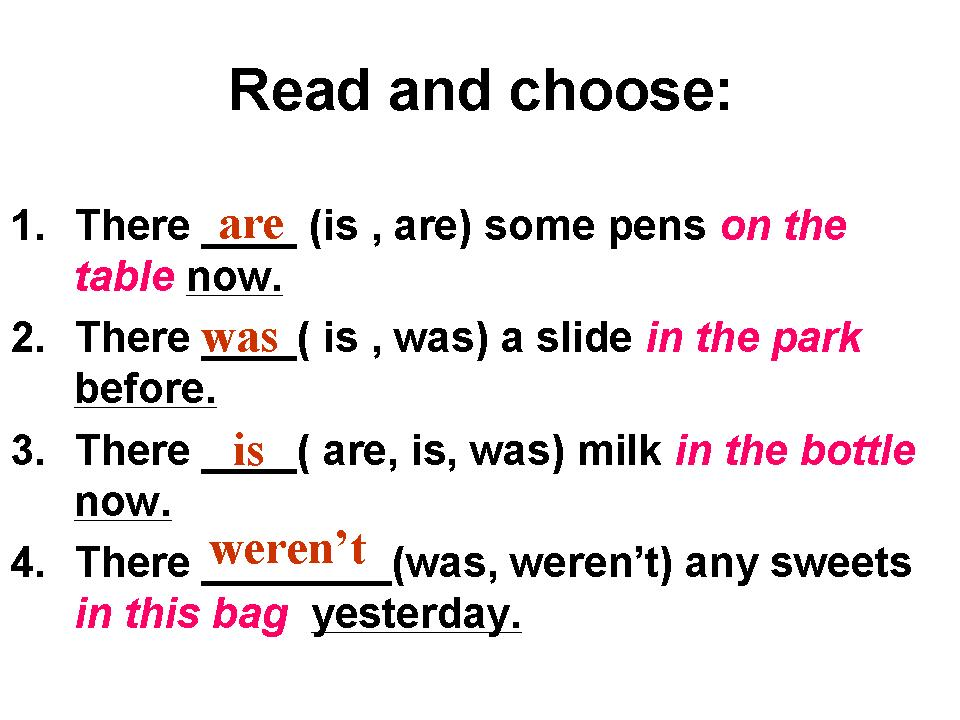 Read and choose:
1. There are (is , are) some pens on the
table now.
2. There was ( is , was) a slide in the park
before.
3. There is ( are, is, was) milk in the bottle
now.
4. There weren’t (was, weren’t) any sweets
in this bag yesterday.